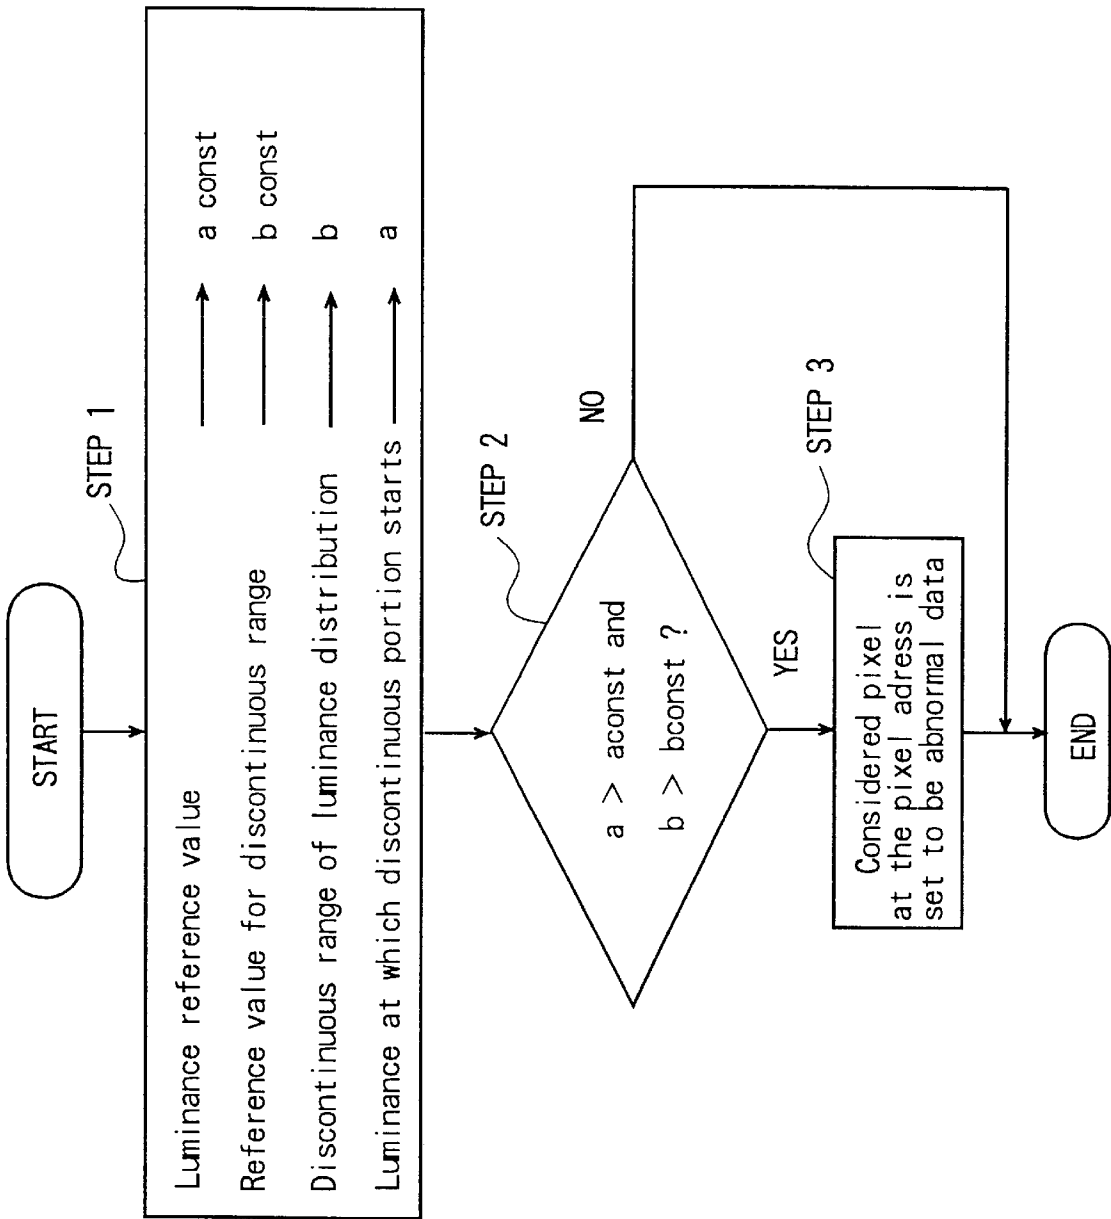 START
STEP 1
Luminance reference value → a const
Reference value for discontinuous range → b const
Discontinuous range of luminance distribution → b
Luminance at which discontinuous portion starts → a
STEP 2
a > aconst and
b > bconst ?
NO
YES
STEP 3
Considered pixel
at the pixel adress is
set to be abnormal data
END